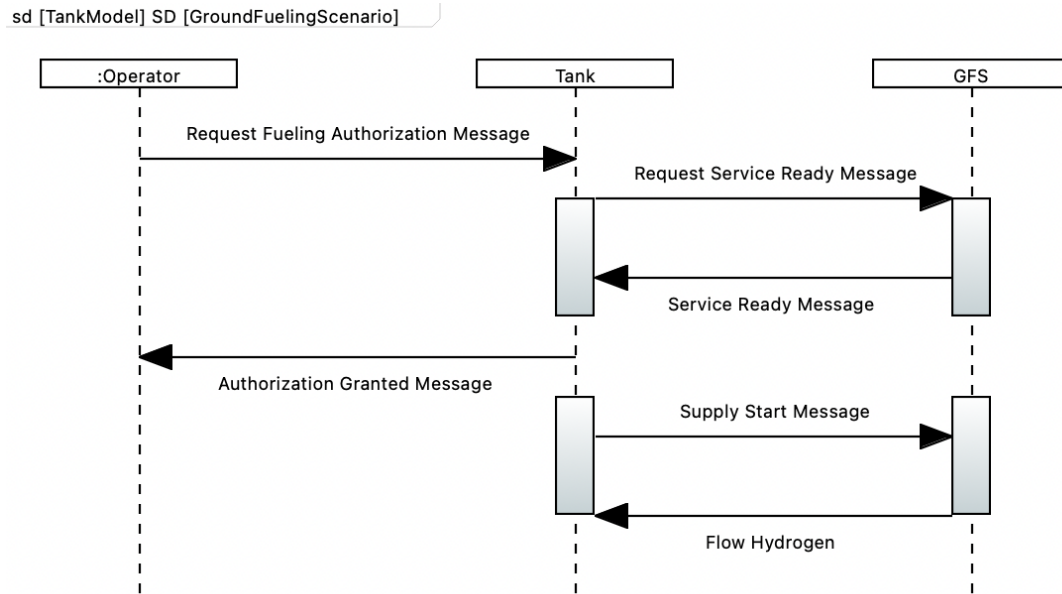 sd [TankModel] SD [GroundFuelingScenario]
:Operator
Tank
GFS
Request Fueling Authorization Message
Request Service Ready Message
Service Ready Message
Authorization Granted Message
Supply Start Message
Flow Hydrogen